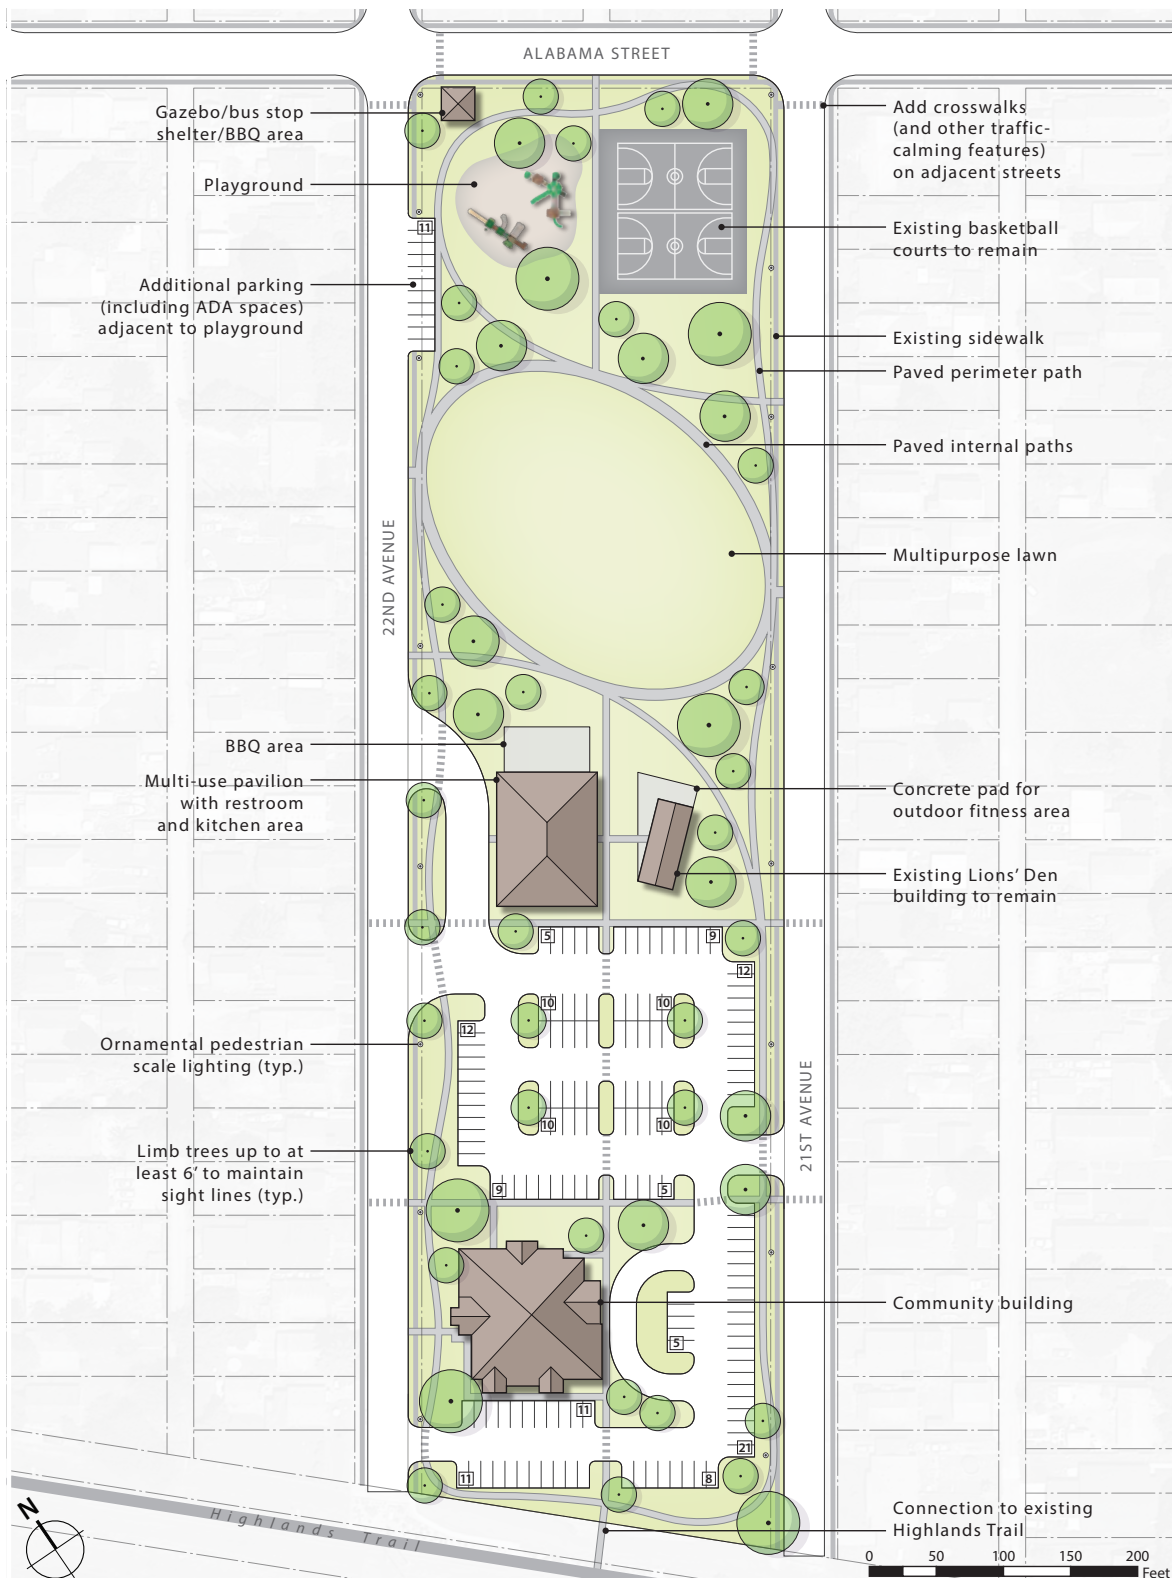 ALABAMA STREET
Gazebo/bus stop
shelter/BBQ area
Playground
11
Additional parking
(including ADA spaces)
adjacent to playground
22ND AVENUE
BBQ area
Multi-use pavilion
with restroom
and kitchen area
Ornamental pedestrian
scale lighting (typ.)
Limb trees up to at
least 6' to maintain
sight lines (typ.)
Add crosswalks
(and other traffic-
calming features)
on adjacent streets
Existing basketball
courts to remain
Existing sidewalk
Paved perimeter path
Paved internal paths
Multipurpose lawn
Concrete pad for
outdoor fitness area
Existing Lions' Den
building to remain
5
9
12
10
10
12
10
10
9
5
21ST AVENUE
Community building
5
11
21
11
8
Connection to existing
Highlands Trail
Highlands Trail
N
0 50 100 150 200
Feet